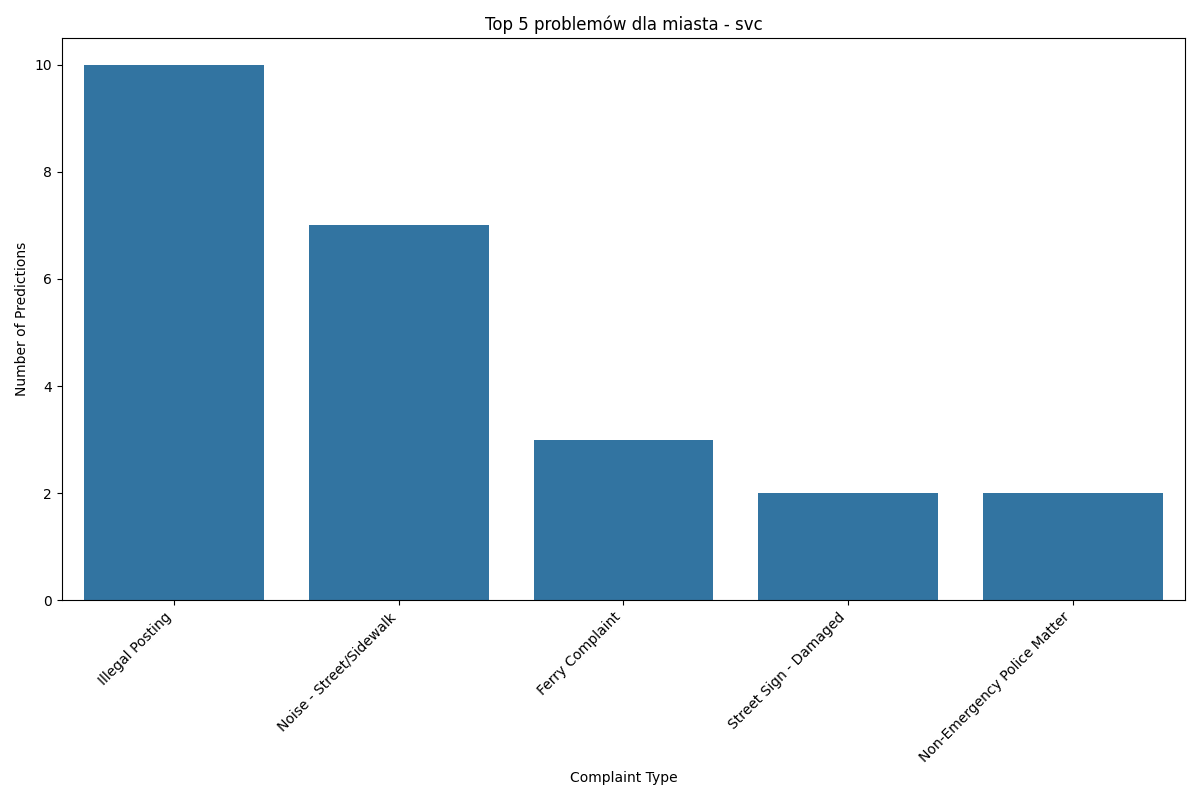 Top 5 problemów dla miasta - svc
Number of Predictions
10
8
6
4
2
0
Illegal Posting
Noise - Street/Sidewalk
Ferry Complaint
Street Sign - Damaged
Non-Emergency Police Matter
Complaint Type